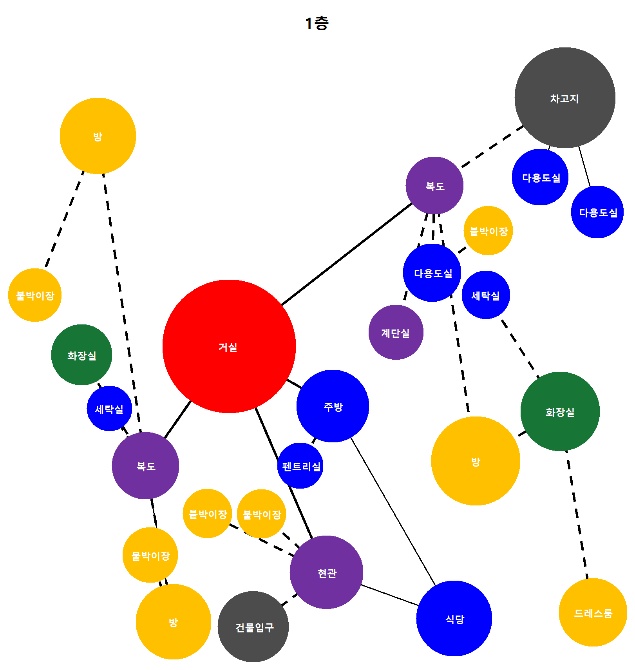 1층
차고지
방
다용도실
복도
다용도실
붙박이장
다용도실
붙박이장
세탁실
계단실
거실
화장실
세탁실
주방
화장실
복도
방
펜트리실
붙박이장
붙박이장
붙박이장
현관
드레스룸
식당
방
건물입구